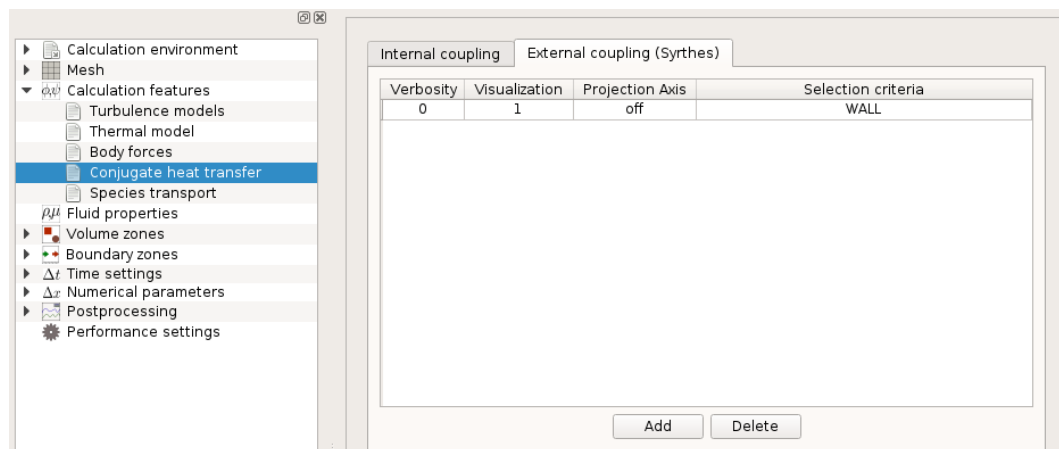 Calculation environment
Mesh
φ,ψ Calculation features
Turbulence models
Thermal model
Body forces
Conjugate heat transfer
Species transport
ρ,μ Fluid properties
Volume zones
Boundary zones
Δt Time settings
Δx Numerical parameters
Postprocessing
Performance settings
Internal coupling External coupling (Syrthes)
Verbosity Visualization Projection Axis Selection criteria
0 1 off WALL
Add Delete